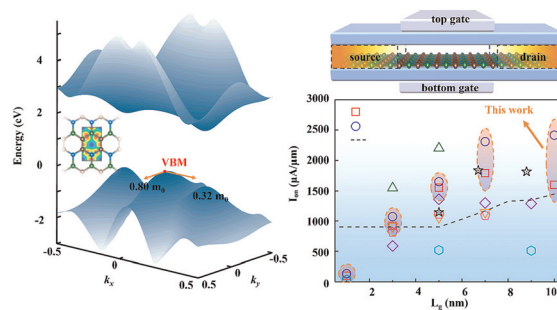 Energy (eV)
4
2
0
-2
VBM
0.80 m0
0.32 m0
-0.5
0
0.5
kx
-0.5
0
0.5
ky
top gate
source
drain
bottom gate
Ion (μA/μm)
3000
2500
2000
1500
1000
500
0
This work
2
4
6
8
10
Lg (nm)